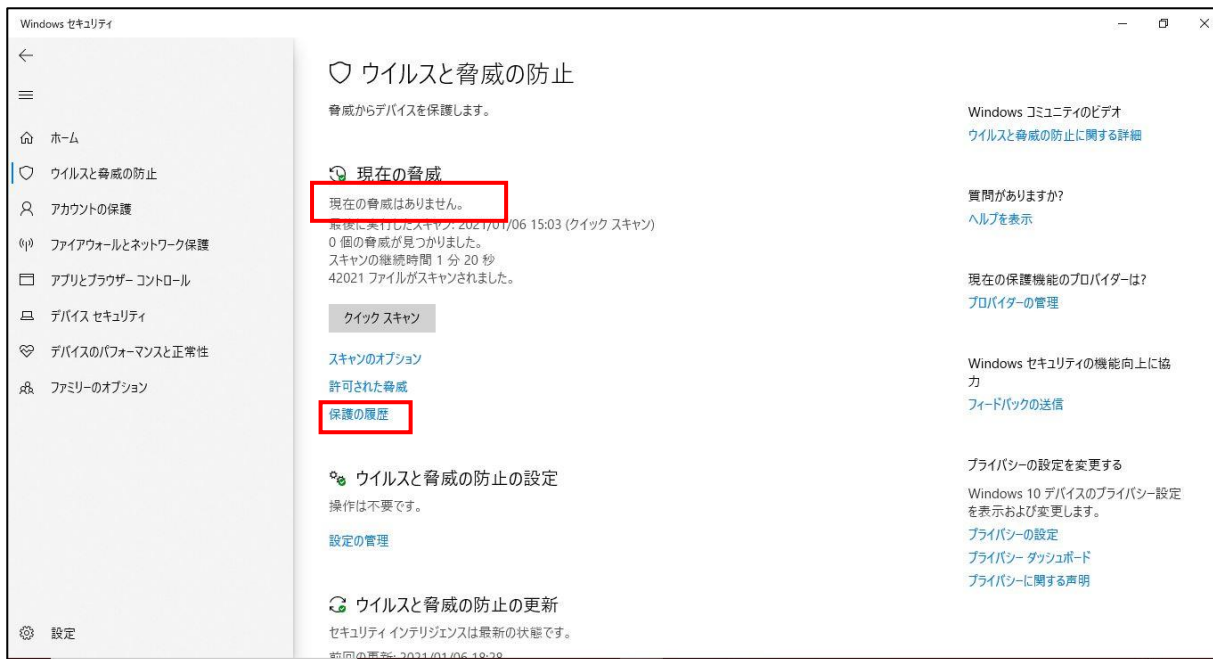 Windows セキュリティ
ホーム
ウイルスと脅威の防止
アカウントの保護
ファイアウォールとネットワーク保護
アプリとブラウザー コントロール
デバイス セキュリティ
デバイスのパフォーマンスと正常性
ファミリーのオプション
設定
ウイルスと脅威の防止
脅威からデバイスを保護します。
現在の脅威
現在の脅威はありません。
最後に実行したスキャン: 2021/01/06 15:03 (クイック スキャン)
0 個の脅威が見つかりました。
スキャンの継続時間 1 分 20 秒
42021 ファイルがスキャンされました。
クイック スキャン
スキャンのオプション
許可された脅威
保護の履歴
ウイルスと脅威の防止の設定
操作は不要です。
設定の管理
ウイルスと脅威の防止の更新
セキュリティ インテリジェンスは最新の状態です。
前回の更新: 2021/01/06 18:28
Windows コミュニティのビデオ
ウイルスと脅威の防止に関する詳細
質問がありますか?
ヘルプを表示
現在の保護機能のプロバイダーは?
プロバイダーの管理
Windows セキュリティの機能向上に協
力
フィードバックの送信
プライバシーの設定を変更する
Windows 10 デバイスのプライバシー設定
を表示および変更します。
プライバシーの設定
プライバシー ダッシュボード
プライバシーに関する声明